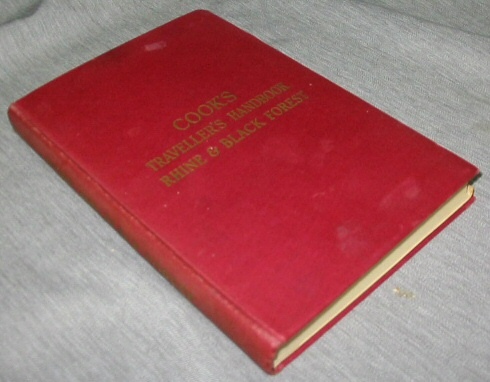 COOK'S
TRAVELLER'S HANDBOOK
RHINE & BLACK FOREST